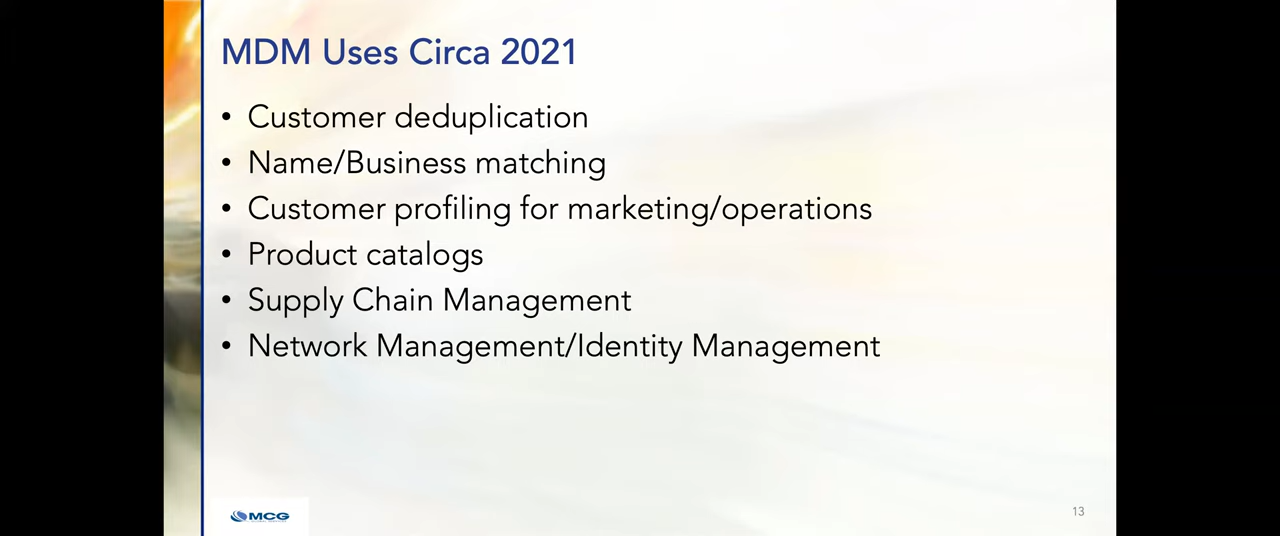 MDM Uses Circa 2021
• Customer deduplication
• Name/Business matching
• Customer profiling for marketing/operations
• Product catalogs
• Supply Chain Management
• Network Management/Identity Management
MCG
13